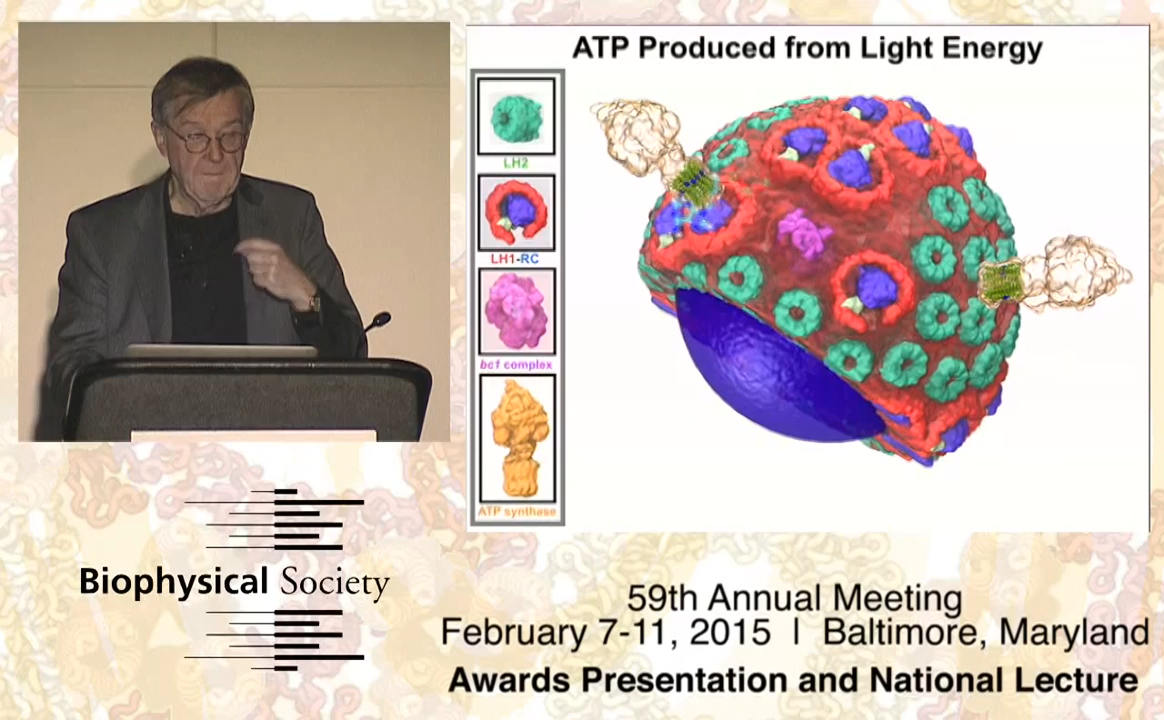 ATP Produced from Light Energy
LH2
LH1-RC
bc1 complex
ATP synthase
Biophysical Society
59th Annual Meeting
February 7-11, 2015 | Baltimore, Maryland
Awards Presentation and National Lecture